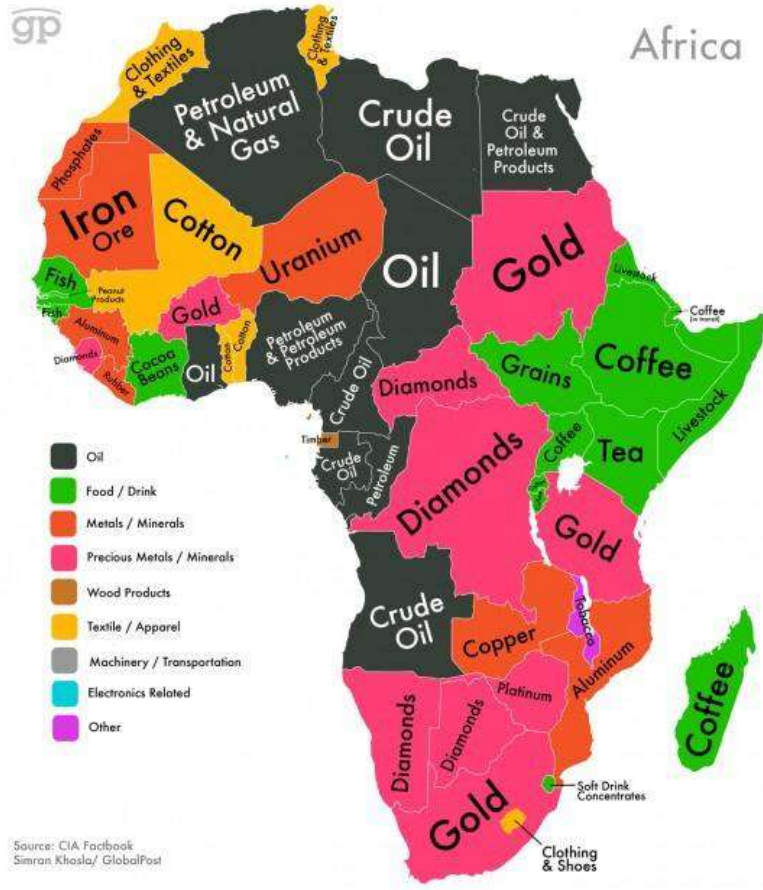 gp
Africa
Clothing
& Textiles
Clothing
& Textiles
Petroleum
& Natural
Gas
Crude
Oil
Crude
Oil &
Petroleum
Products
Phosphates
Iron
Ore
Cotton
Uranium
Oil
Gold
Fish
Peanut
Products
Fish
Gold
Livestock
Coffee
(in transit)
Aluminum
Diamonds
Rubber
Cocoa
Beans
Oil
Cotton
Cotton
Petroleum
& Petroleum
Products
Crude Oil
Diamonds
Grains
Coffee
Livestock
Timber
Crude
Oil
Petroleum
Diamonds
Coffee
Tea
Gold
Oil
Food / Drink
Metals / Minerals
Precious Metals / Minerals
Wood Products
Textile / Apparel
Machinery / Transportation
Electronics Related
Other
Crude
Oil
Copper
Tobacco
Aluminum
Platinum
Diamonds
Diamonds
Coffee
Gold
Soft Drink
Concentrates
Clothing
& Shoes
Source: CIA Factbook
Simran Khosla/ GlobalPost